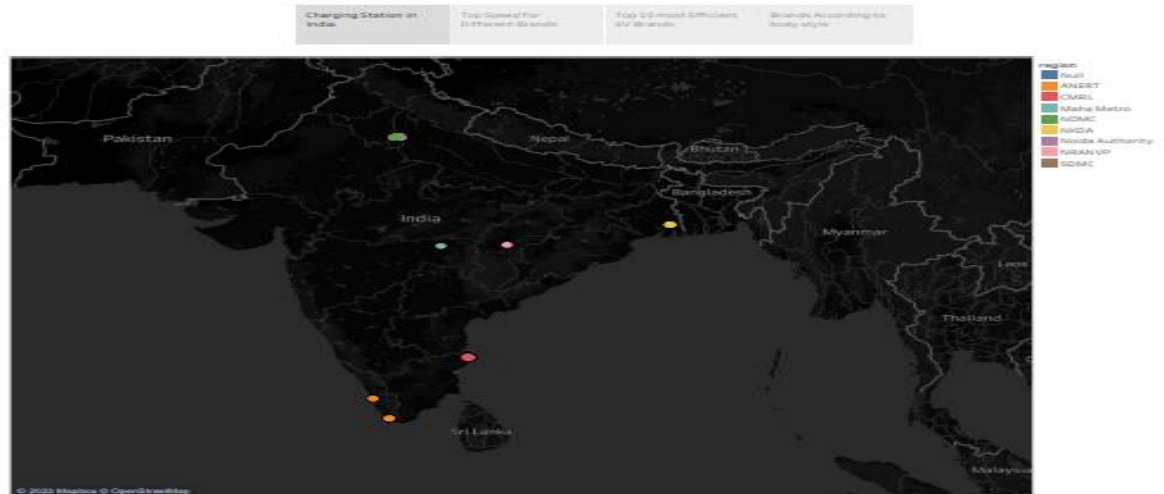 Charging Station in
India
Top Speed for
Different Brands
Top 10 most Efficient
EV Brands
Brands According to
body style
region
Null
ANERT
CMRL
Maha Metro
NDMC
NKDA
Noida Authority
NRANVP
SDMC
Pakistan
Nepal
Bhutan
Bangladesh
India
Myanmar
Laos
Thailand
Sri Lanka
Malaysia
© 2023 Mapbox © OpenStreetMap